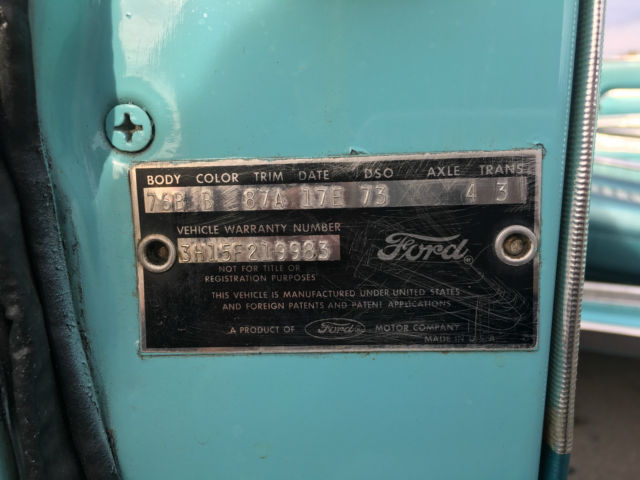 BODY COLOR TRIM DATE DSO AXLE TRANS
76B B 87A 17E 73 4 3
VEHICLE WARRANTY NUMBER
3H15F219983
Ford
NOT FOR TITLE OR
REGISTRATION PURPOSES
THIS VEHICLE IS MANUFACTURED UNDER UNITED STATES
AND FOREIGN PATENTS AND PATENT APPLICATIONS
A PRODUCT OF Ford MOTOR COMPANY
MADE IN U.S.A